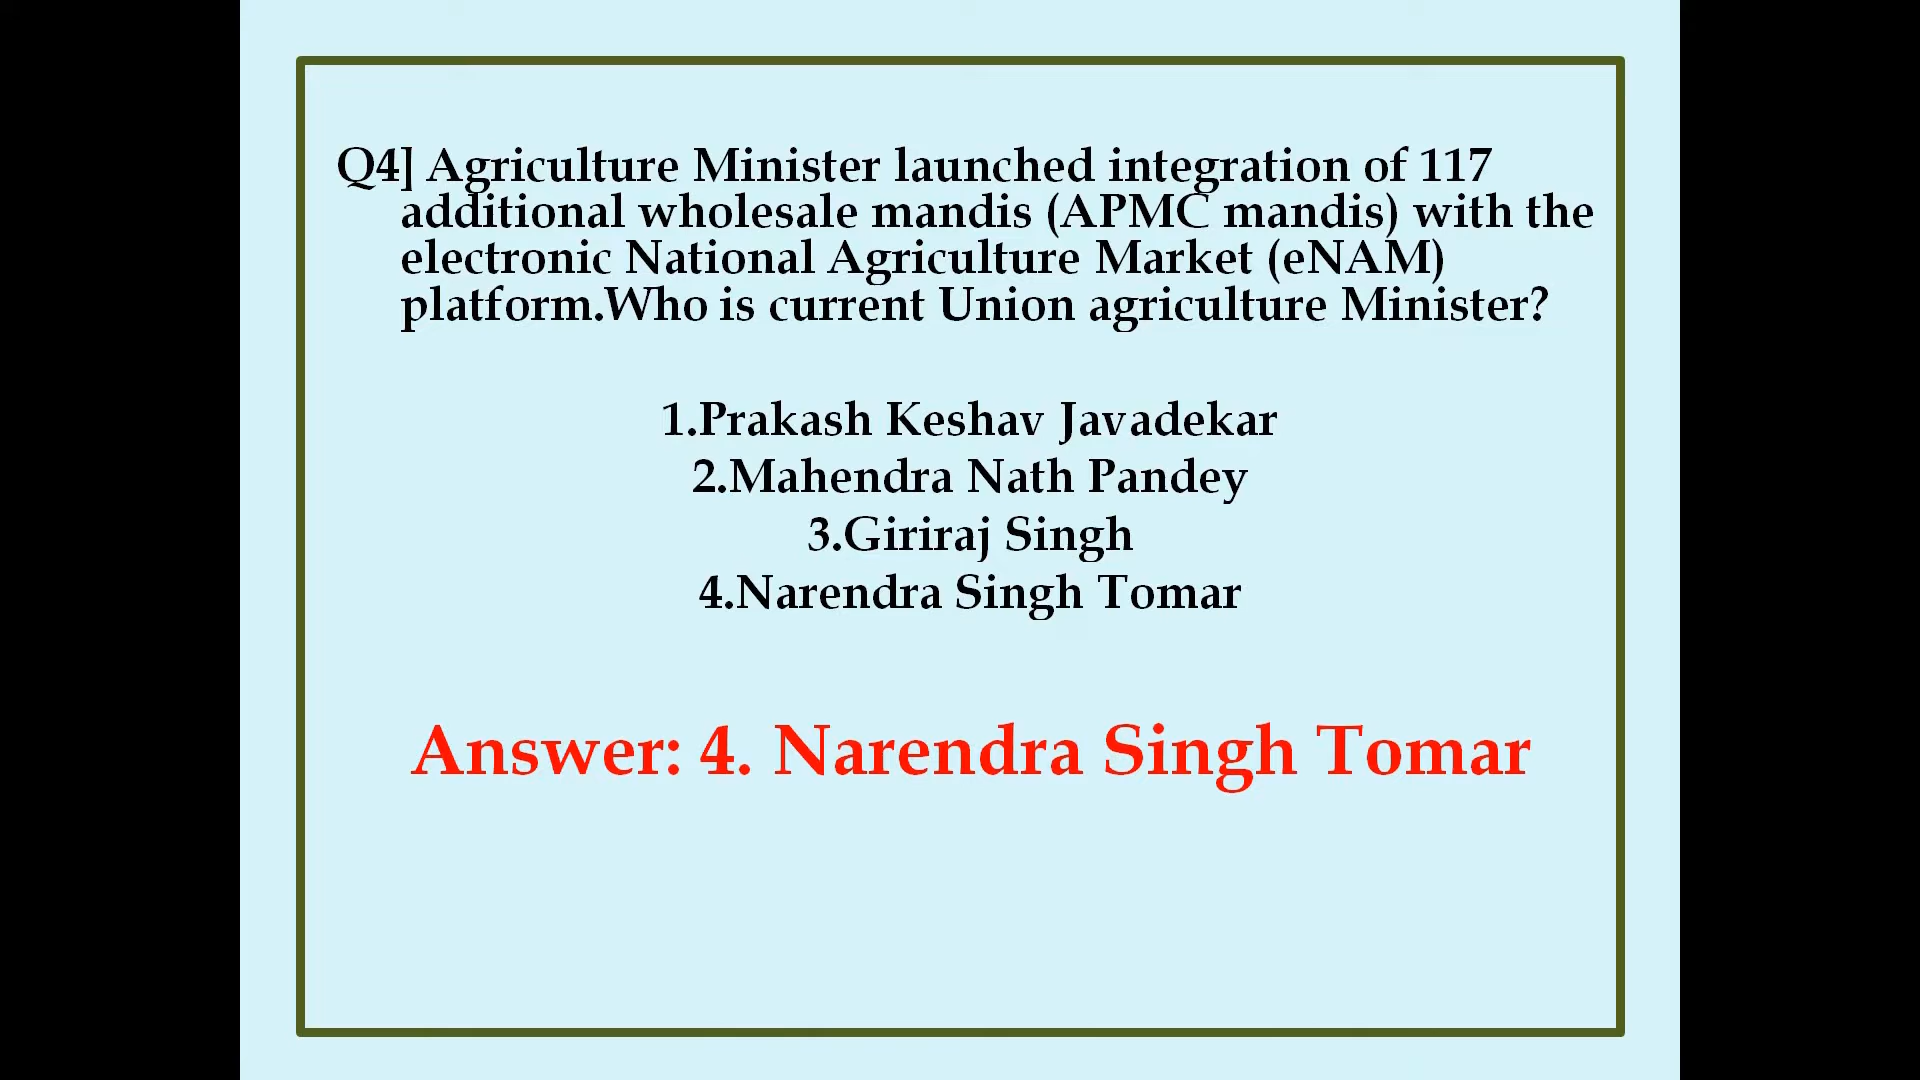 Q4] Agriculture Minister launched integration of 117
additional wholesale mandis (APMC mandis) with the
electronic National Agriculture Market (eNAM)
platform.Who is current Union agriculture Minister?
1.Prakash Keshav Javadekar
2.Mahendra Nath Pandey
3.Giriraj Singh
4.Narendra Singh Tomar
Answer: 4. Narendra Singh Tomar